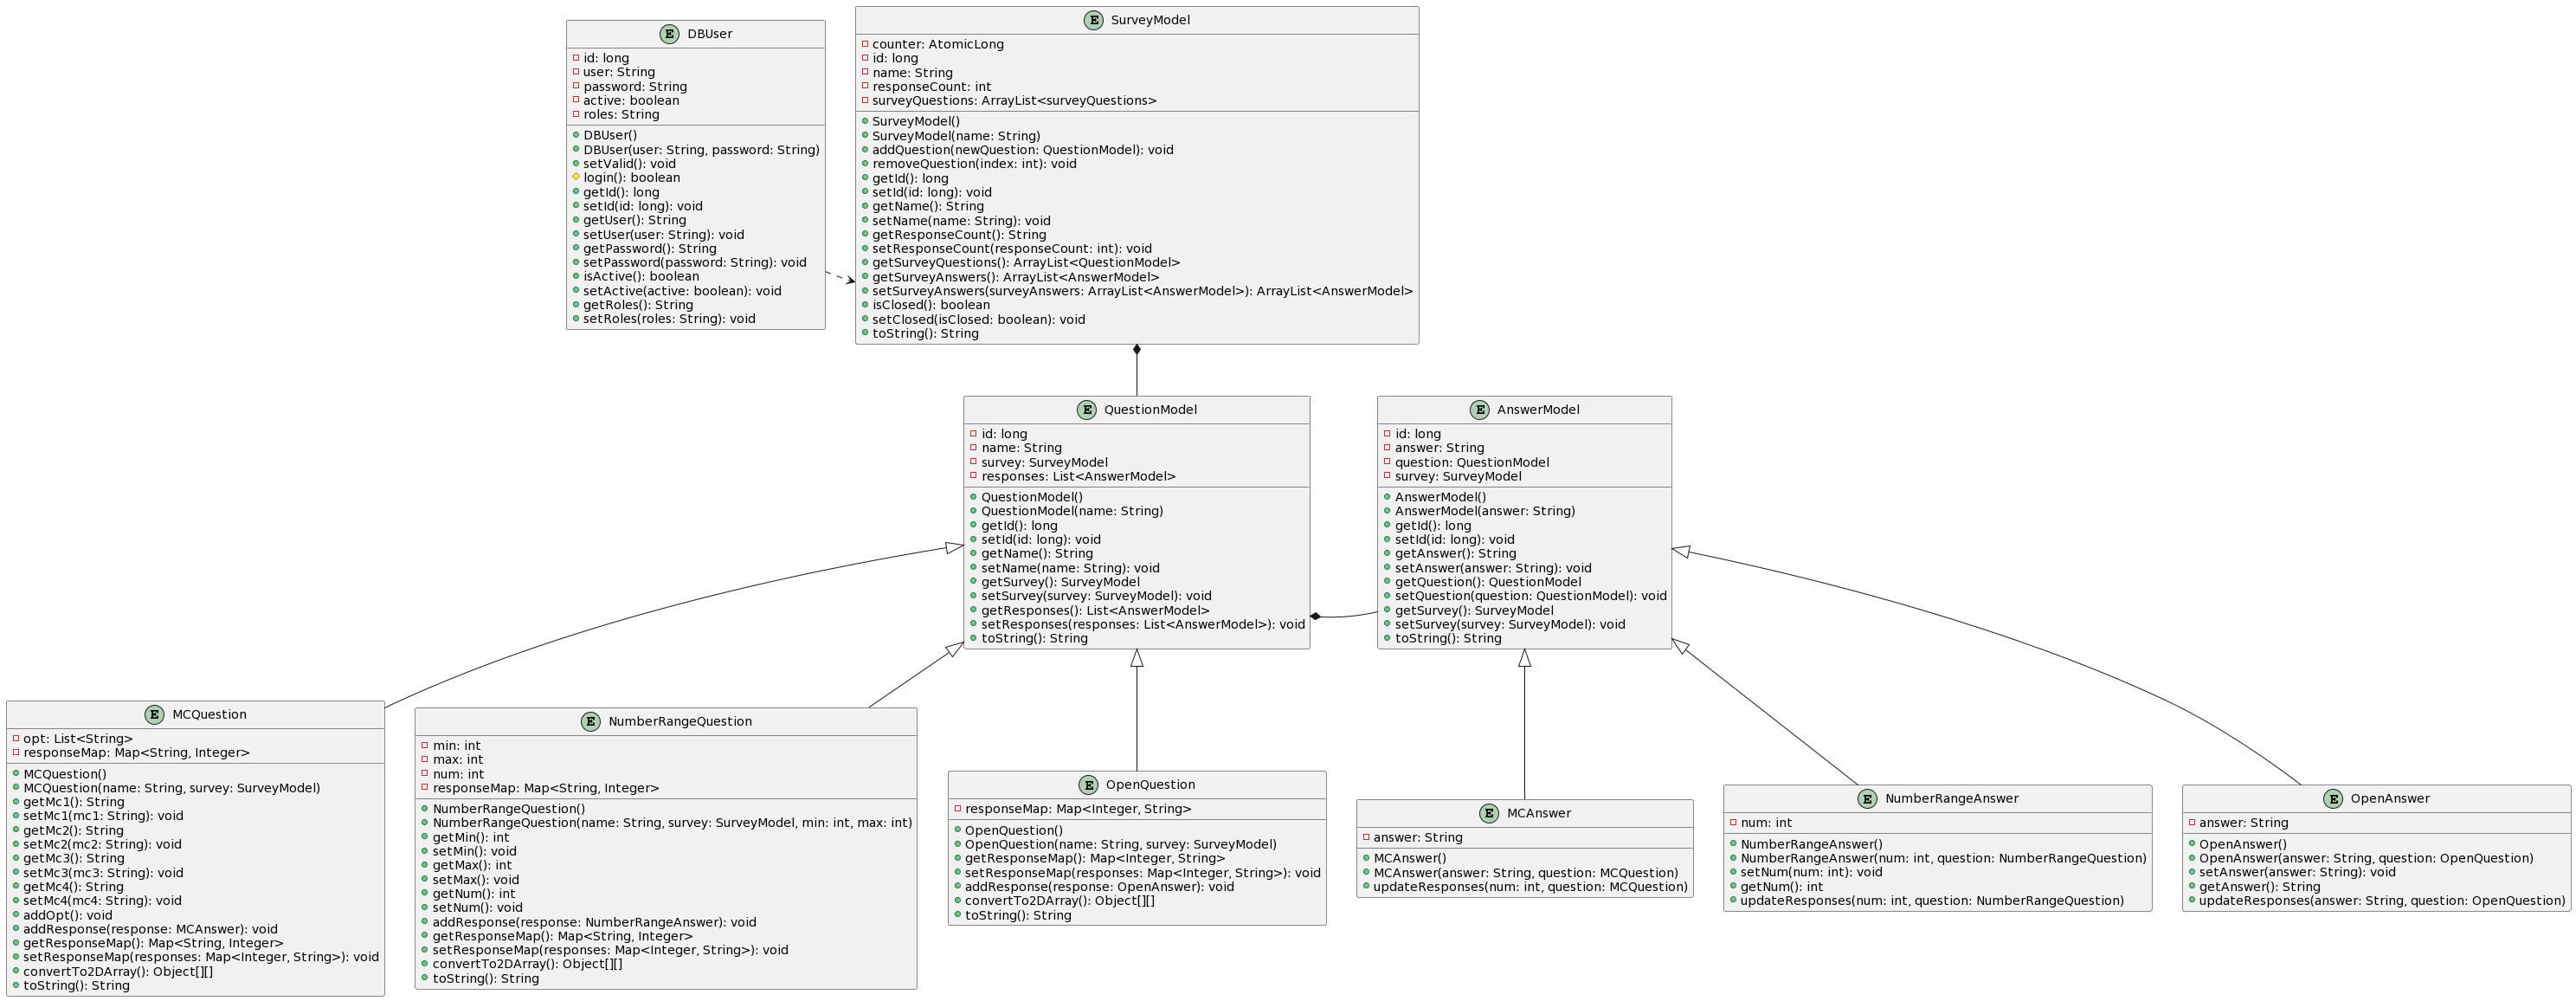 E DBUser
id: long
user: String
password: String
active: boolean
roles: String
DBUser()
DBUser(user: String, password: String)
setValid(): void
login(): boolean
getId(): long
setId(id: long): void
getUser(): String
setUser(user: String): void
getPassword(): String
setPassword(password: String): void
isActive(): boolean
setActive(active: boolean): void
getRoles(): String
setRoles(roles: String): void
E SurveyModel
counter: AtomicLong
id: long
name: String
responseCount: int
surveyQuestions: ArrayList<surveyQuestions>
SurveyModel()
SurveyModel(name: String)
addQuestion(newQuestion: QuestionModel): void
removeQuestion(index: int): void
getId(): long
setId(id: long): void
getName(): String
setName(name: String): void
getResponseCount(): String
setResponseCount(responseCount: int): void
getSurveyQuestions(): ArrayList<QuestionModel>
getSurveyAnswers(): ArrayList<AnswerModel>
setSurveyAnswers(surveyAnswers: ArrayList<AnswerModel>): ArrayList<AnswerModel>
isClosed(): boolean
setClosed(isClosed: boolean): void
toString(): String
E QuestionModel
id: long
name: String
survey: SurveyModel
responses: List<AnswerModel>
QuestionModel()
QuestionModel(name: String)
getId(): long
setId(id: long): void
getName(): String
setName(name: String): void
getSurvey(): SurveyModel
setSurvey(survey: SurveyModel): void
getResponses(): List<AnswerModel>
setResponses(responses: List<AnswerModel>): void
toString(): String
E AnswerModel
id: long
answer: String
question: QuestionModel
survey: SurveyModel
AnswerModel()
AnswerModel(answer: String)
getId(): long
setId(id: long): void
getAnswer(): String
setAnswer(answer: String): void
getQuestion(): QuestionModel
setQuestion(question: QuestionModel): void
getSurvey(): SurveyModel
setSurvey(survey: SurveyModel): void
toString(): String
E MCQuestion
opt: List<String>
responseMap: Map<String, Integer>
MCQuestion()
MCQuestion(name: String, survey: SurveyModel)
getMc1(): String
setMc1(mc1: String): void
getMc2(): String
setMc2(mc2: String): void
getMc3(): String
setMc3(mc3: String): void
getMc4(): String
setMc4(mc4: String): void
addOpt(): void
addResponse(response: MCAnswer): void
getResponseMap(): Map<String, Integer>
setResponseMap(responses: Map<Integer, String>): void
convertTo2DArray(): Object[][]
toString(): String
E NumberRangeQuestion
min: int
max: int
num: int
responseMap: Map<String, Integer>
NumberRangeQuestion()
NumberRangeQuestion(name: String, survey: SurveyModel, min: int, max: int)
getMin(): int
setMin(): void
getMax(): int
setMax(): void
getNum(): int
setNum(): void
addResponse(response: NumberRangeAnswer): void
getResponseMap(): Map<String, Integer>
setResponseMap(responses: Map<Integer, String>): void
convertTo2DArray(): Object[][]
toString(): String
E OpenQuestion
responseMap: Map<Integer, String>
OpenQuestion()
OpenQuestion(name: String, survey: SurveyModel)
getResponseMap(): Map<Integer, String>
setResponseMap(responses: Map<Integer, String>): void
addResponse(response: OpenAnswer): void
convertTo2DArray(): Object[][]
toString(): String
E MCAnswer
answer: String
MCAnswer()
MCAnswer(answer: String, question: MCQuestion)
updateResponses(num: int, question: MCQuestion)
E NumberRangeAnswer
num: int
NumberRangeAnswer()
NumberRangeAnswer(num: int, question: NumberRangeQuestion)
setNum(num: int): void
getNum(): int
updateResponses(num: int, question: NumberRangeQuestion)
E OpenAnswer
answer: String
OpenAnswer()
OpenAnswer(answer: String, question: OpenQuestion)
setAnswer(answer: String): void
getAnswer(): String
updateResponses(answer: String, question: OpenQuestion)